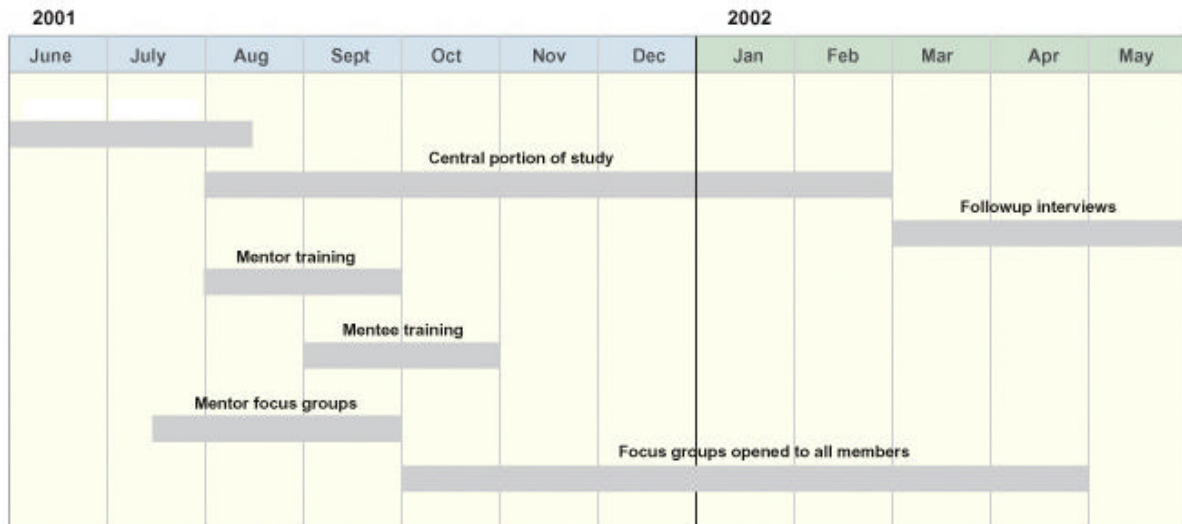 2001 2002
June July Aug Sept Oct Nov Dec Jan Feb Mar Apr May
Central portion of study
Followup interviews
Mentor training
Mentee training
Mentor focus groups
Focus groups opened to all members